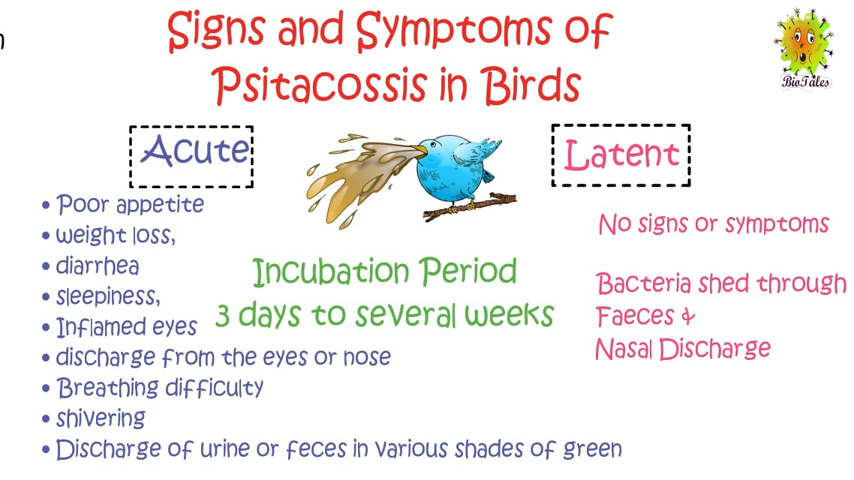 Signs and Symptoms of
Psitacossis in Birds
BioTales
Acute
Latent
• Poor appetite
• weight loss,
• diarrhea
• sleepiness,
• Inflamed eyes
• discharge from the eyes or nose
• Breathing difficulty
• shivering
• Discharge of urine or feces in various shades of green
Incubation Period
3 days to several weeks
No signs or symptoms
Bacteria shed through
Faeces &
Nasal Discharge